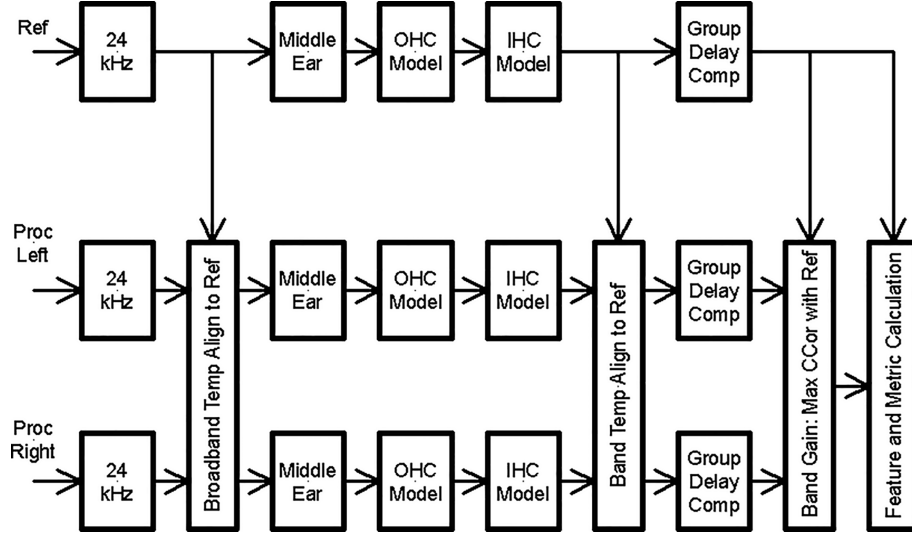 Ref
24
kHz
Middle
Ear
OHC
Model
IHC
Model
Group
Delay
Comp
Proc
Left
24
kHz
Broadband Temp Align to Ref
Middle
Ear
OHC
Model
IHC
Model
Band Temp Align to Ref
Group
Delay
Comp
Band Gain: Max CCor with Ref
Feature and Metric Calculation
Proc
Right
24
kHz
Middle
Ear
OHC
Model
IHC
Model
Group
Delay
Comp